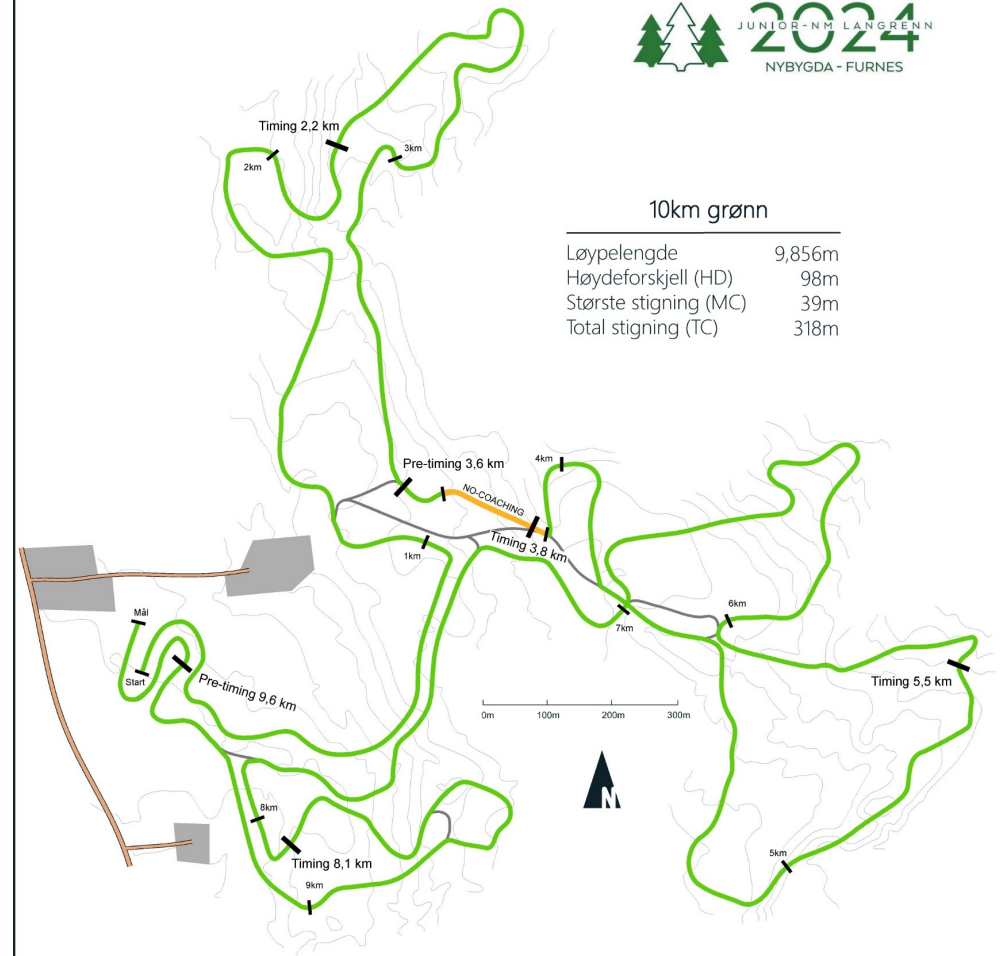 JUNIOR-NM LANGRENN
2024
NYBYGDA - FURNES
Timing 2,2 km
3km
2km
10km grønn
Løypelengde 9,856m
Høydeforskjell (HD) 98m
Største stigning (MC) 39m
Total stigning (TC) 318m
4km
Pre-timing 3,6 km
NO-COACHING
Timing 3,8 km
1km
6km
Mål
7km
Start
Timing 5,5 km
Pre-timing 9,6 km
0m 100m 200m 300m
N
8km
Timing 8,1 km
5km
9km